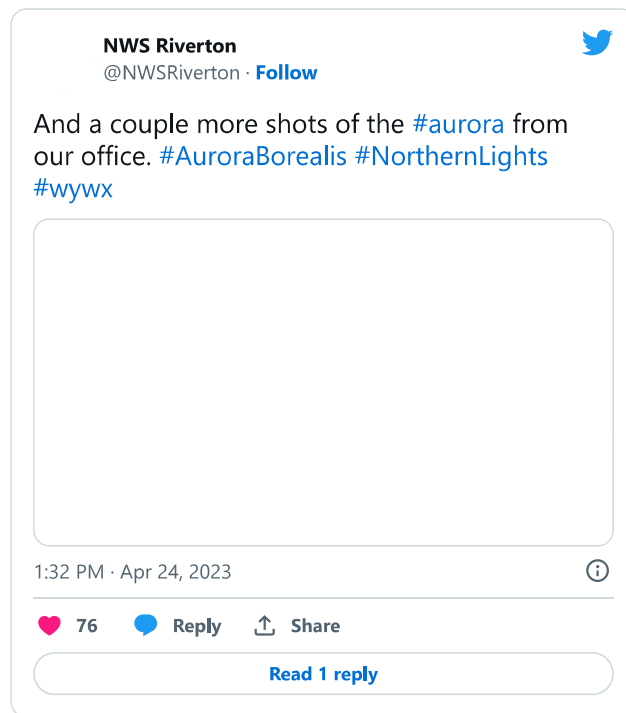 NWS Riverton
@NWSRiverton · Follow
And a couple more shots of the #aurora from
our office. #AuroraBorealis #NorthernLights
#wywx
1:32 PM · Apr 24, 2023
76 Reply Share
Read 1 reply